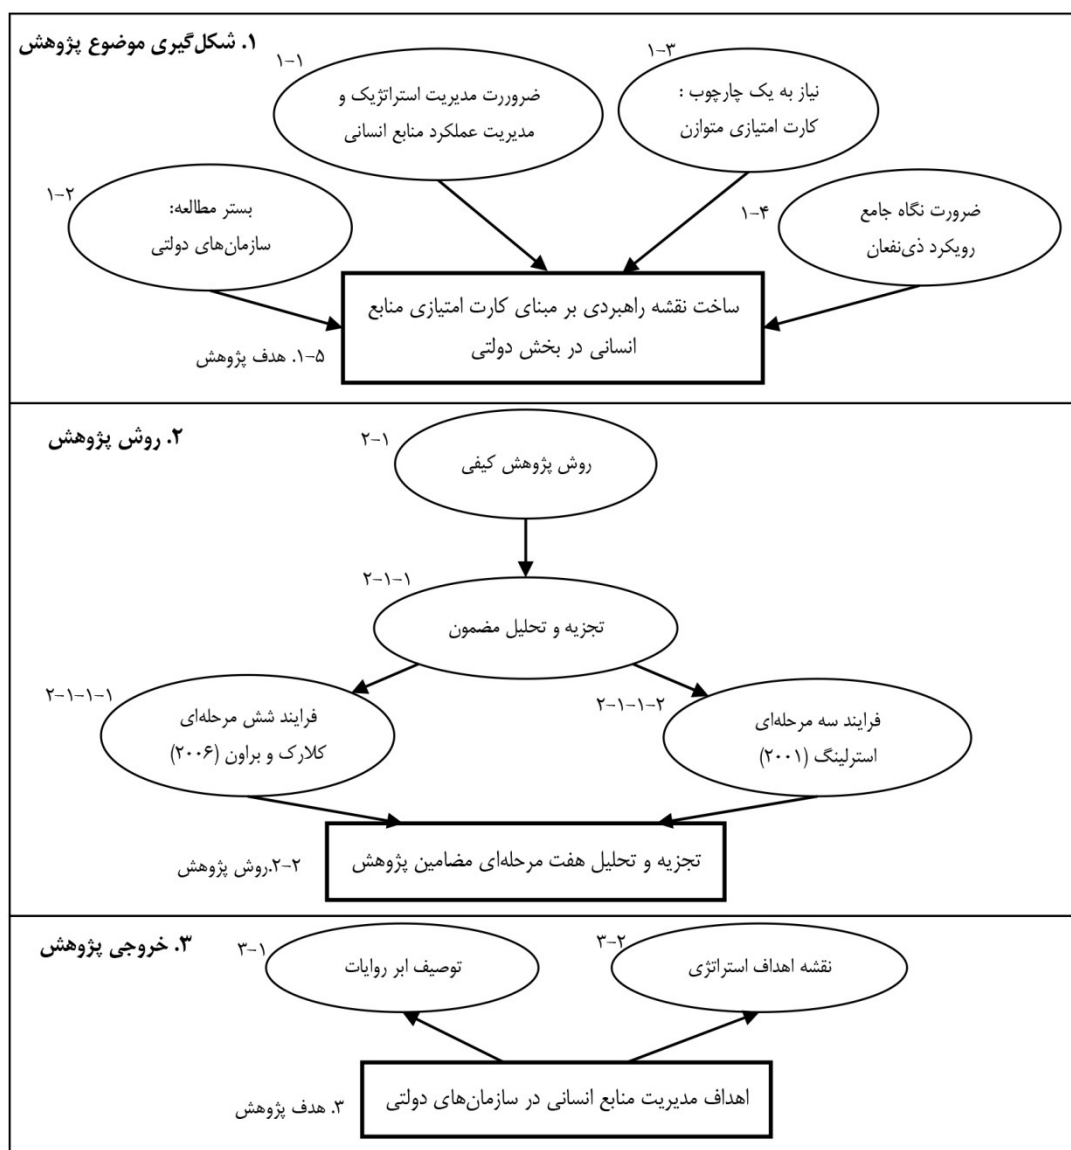 ۱. شکل‌گیری موضوع پژوهش
۱-۱
ضروررت مدیریت استراتژیک و
مدیریت عملکرد منابع انسانی
۱-۳
نیاز به یک چارچوب :
کارت امتیازی متوازن
۱-۲
بستر مطالعه:
سازمان‌های دولتی
۱-۴
ضرورت نگاه جامع
رویکرد ذی‌نفعان
ساخت نقشه راهبردی بر مبنای کارت امتیازی منابع
انسانی در بخش دولتی
۱-۵. هدف پژوهش
۲. روش پژوهش
۲-۱
روش پژوهش کیفی
۲-۱-۱
تجزیه و تحلیل مضمون
۲-۱-۱-۱
فرایند شش مرحله‌ای
کلارک و براون (۲۰۰۶)
۲-۱-۱-۲
فرایند سه مرحله‌ای
استرلینگ (۲۰۰۱)
تجزیه و تحلیل هفت مرحله‌ای مضامین پژوهش
۲-۲.روش پژوهش
۳. خروجی پژوهش
۳-۱
توصیف ابر روایات
۳-۲
نقشه اهداف استراتژی
اهداف مدیریت منابع انسانی در سازمان‌های دولتی
۳. هدف پژوهش